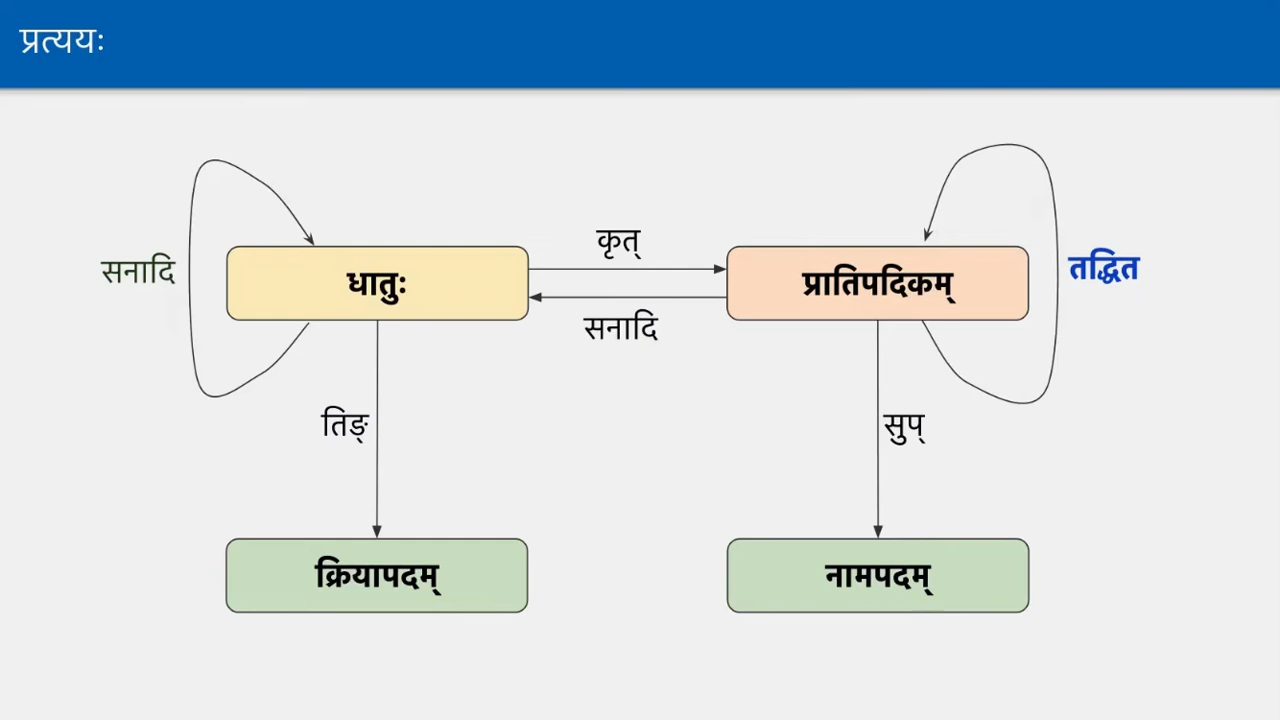 प्रत्ययः
कृत्
सनादि
धातुः
प्रातिपदिकम्
तद्धित
सनादि
तिङ्
सुप्
क्रियापदम्
नामपदम्